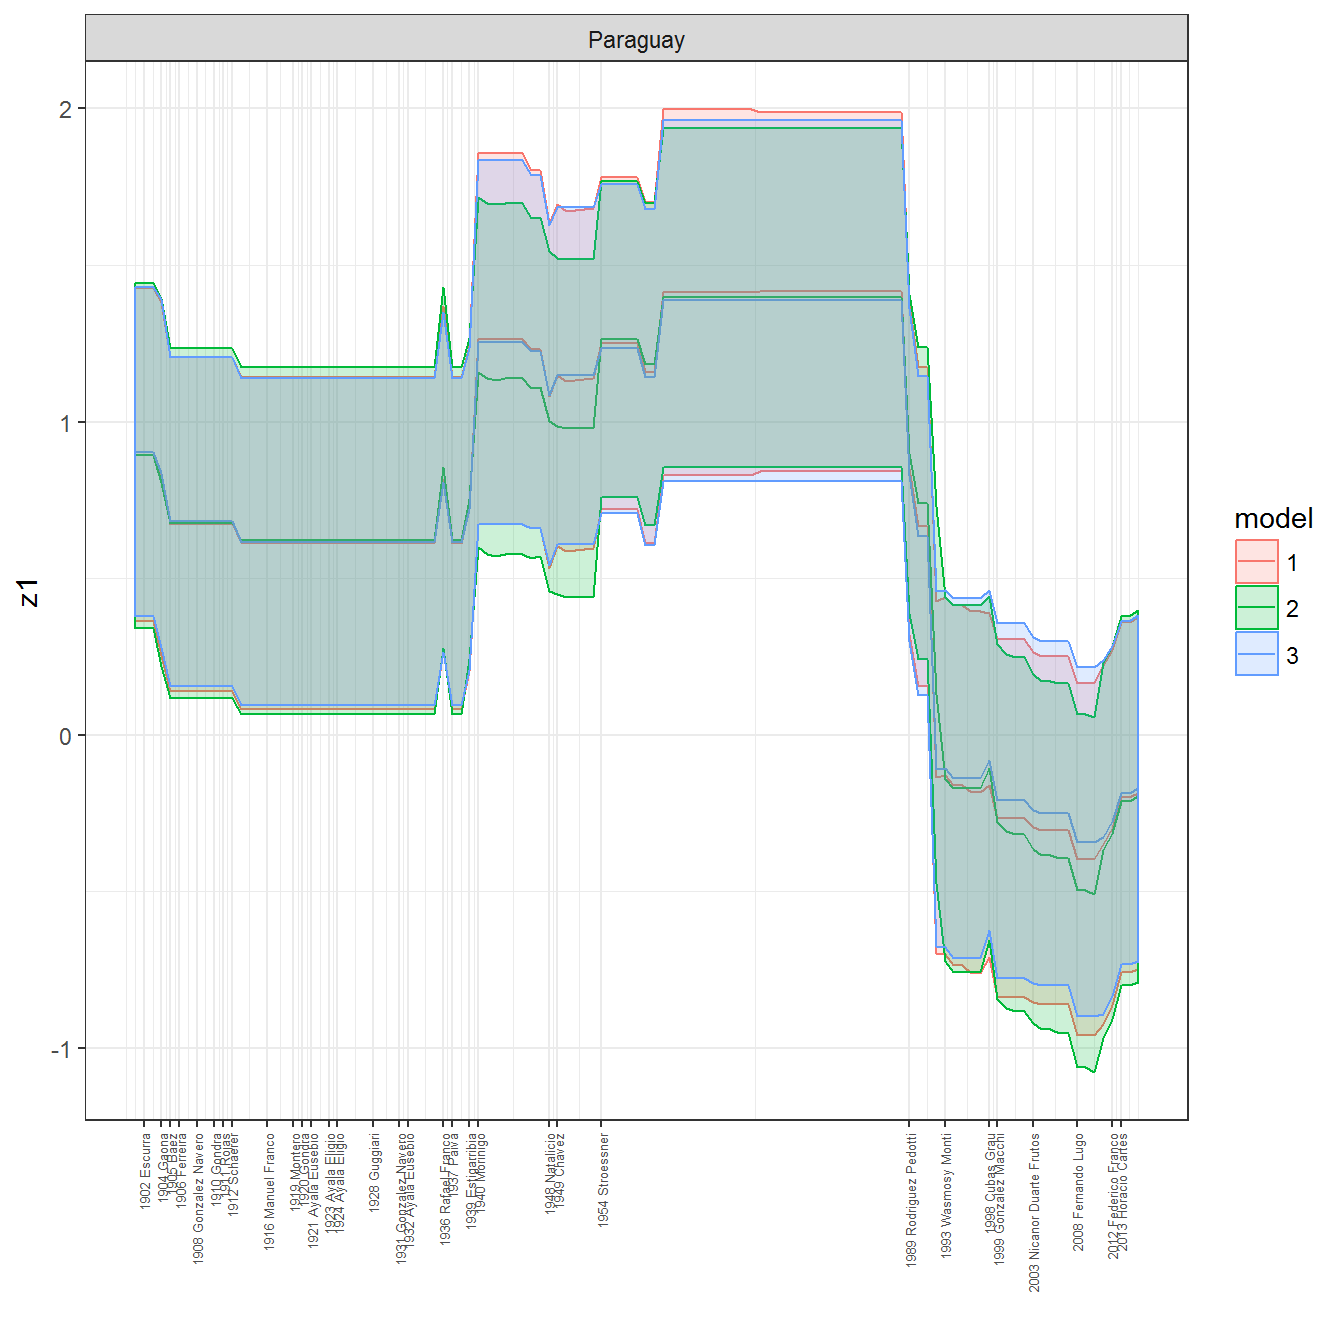 Paraguay
2
1
0
-1
z1
model
1
2
3
1902 Escurra
1904 Gaona
1905 Baez
1906 Ferreira
1908 Gonzalez Navero
1910 Gondra
1911 Rojas
1912 Schaerer
1916 Manuel Franco
1919 Montero
1920 Gondra
1921 Ayala Eusebio
1923 Ayala Eligio
1924 Ayala Eligio
1928 Guggiari
1931 Gonzalez Navero
1932 Ayala Eusebio
1936 Rafael Franco
1937 Paiva
1939 Estigarribia
1940 Morinigo
1948 Natalicio
1949 Chavez
1954 Stroessner
1989 Rodriguez Pedotti
1993 Wasmosy Monti
1998 Cubas Grau
1999 Gonzalez Macchi
2003 Nicanor Duarte Frutos
2008 Fernando Lugo
2012 Federico Franco
2013 Horacio Cartes